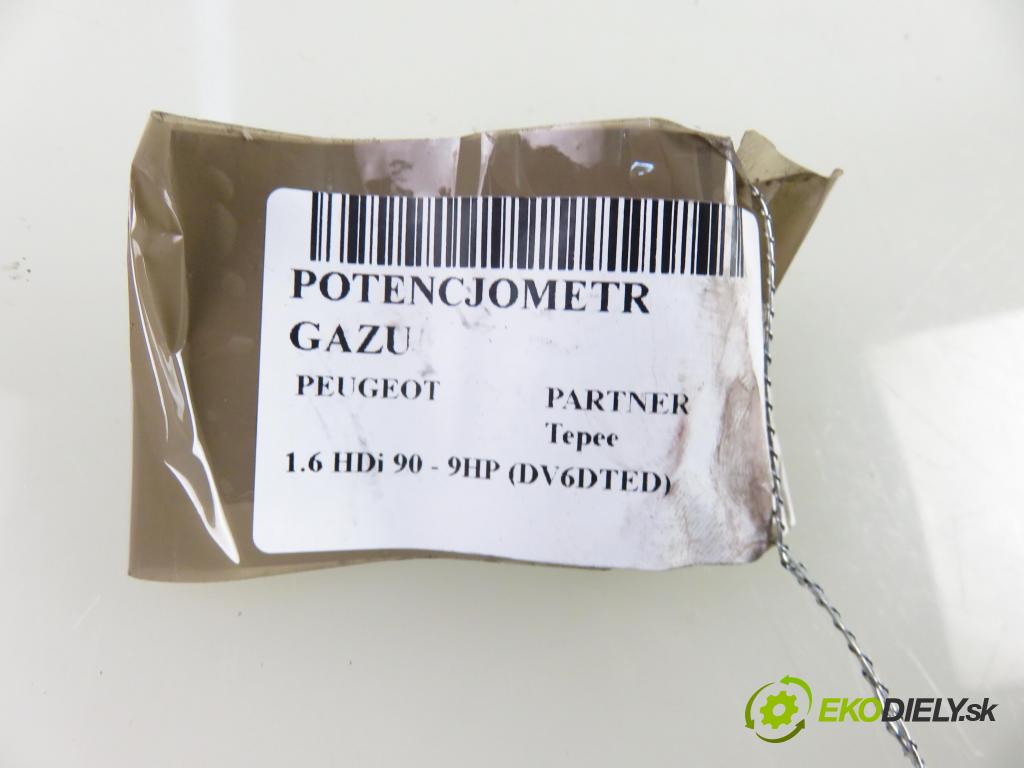 POTENCJOMETR
GAZU
PEUGEOT PARTNER
Tepee
1.6 HDi 90 - 9HP (DV6DTED)
EKODIELY.sk